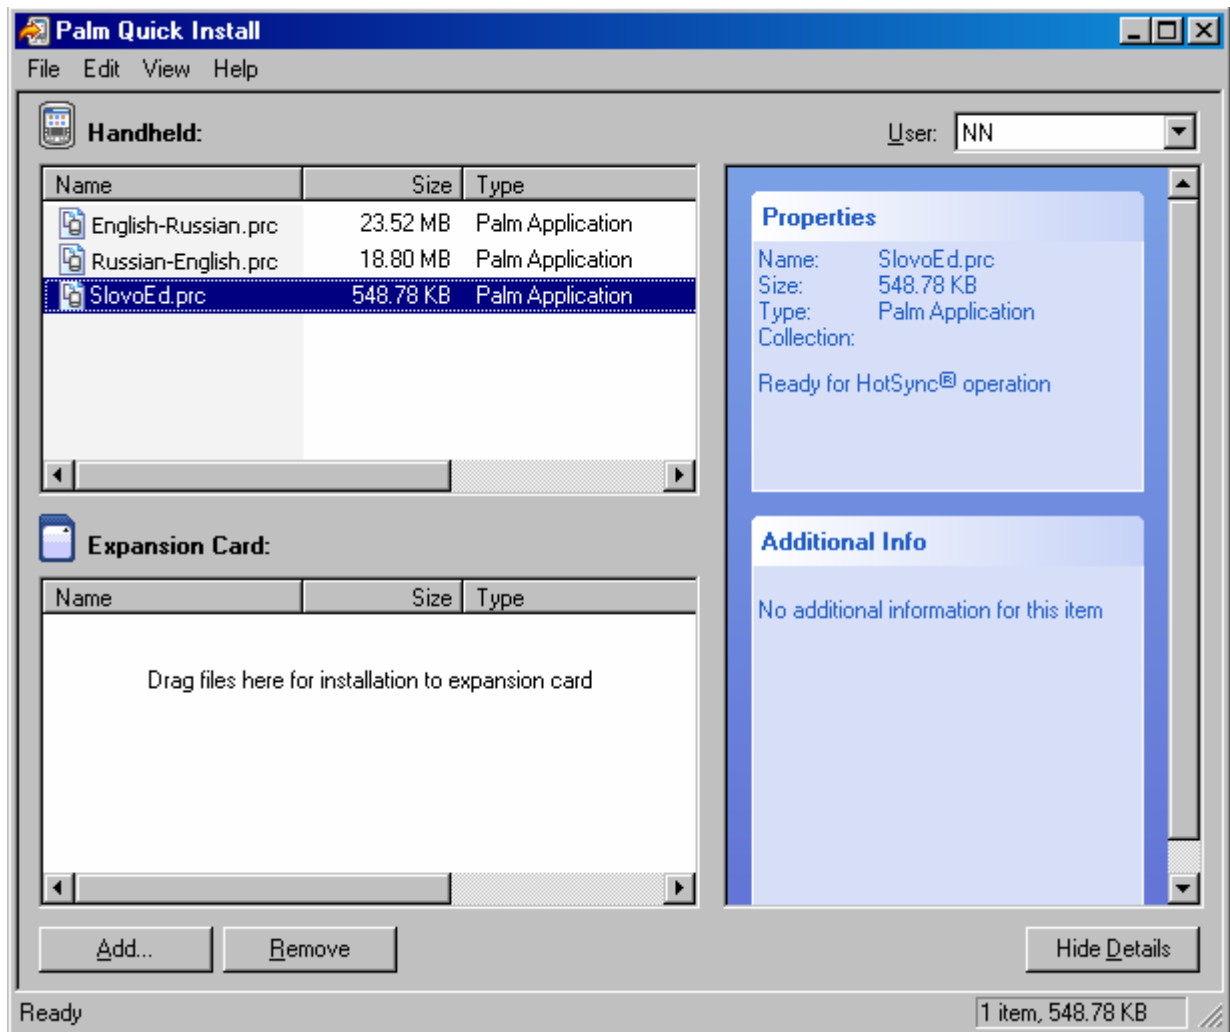 Palm Quick Install
File Edit View Help
Handheld:
User: NN
Name Size Type
English-Russian.prc 23.52 MB Palm Application
Russian-English.prc 18.80 MB Palm Application
SlovoEd.prc 548.78 KB Palm Application
Properties
Name: SlovoEd.prc
Size: 548.78 KB
Type: Palm Application
Collection:
Ready for HotSync® operation
Expansion Card:
Name Size Type
Drag files here for installation to expansion card
Additional Info
No additional information for this item
Add... Remove
Hide Details
Ready
1 item, 548.78 KB